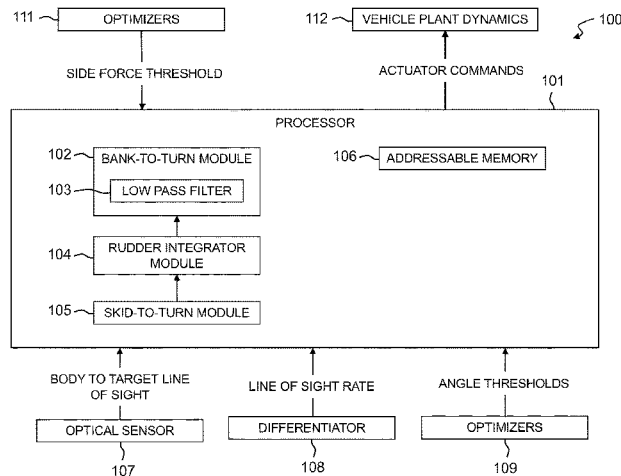 111 OPTIMIZERS
112 VEHICLE PLANT DYNAMICS
100
SIDE FORCE THRESHOLD
ACTUATOR COMMANDS
101
PROCESSOR
102
BANK-TO-TURN MODULE
103
LOW PASS FILTER
106 ADDRESSABLE MEMORY
104
RUDDER INTEGRATOR
MODULE
105 SKID-TO-TURN MODULE
BODY TO TARGET LINE
OF SIGHT
LINE OF SIGHT RATE
ANGLE THRESHOLDS
OPTICAL SENSOR
DIFFERENTIATOR
OPTIMIZERS
107
108
109